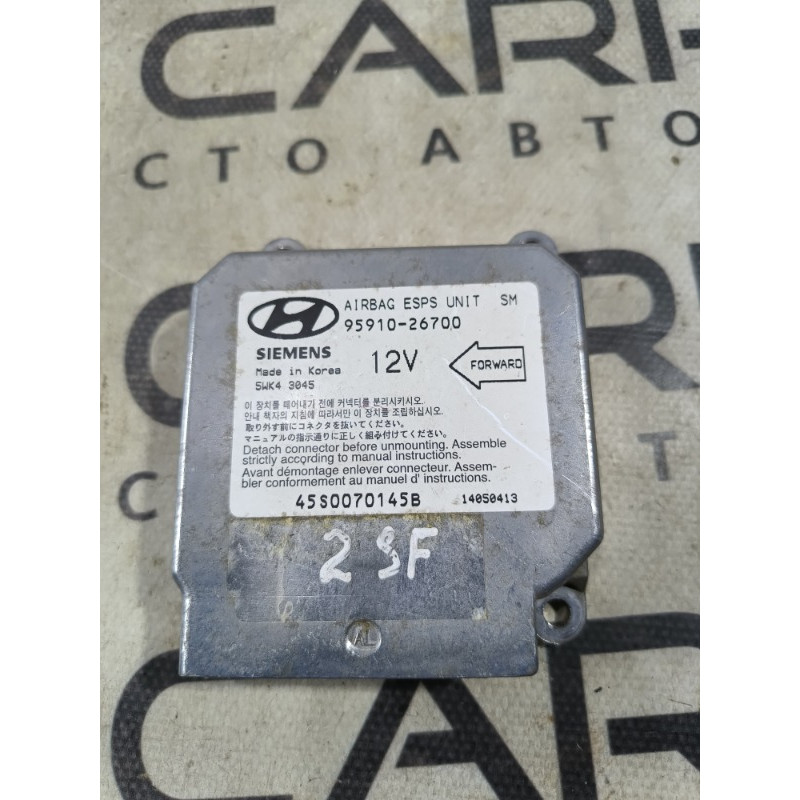 CARH
СТО АВТО
CARH
AIRBAG ESPS UNIT SM
95910-26700
SIEMENS
Made in Korea
5WK4 3045
12V
FORWARD
이 장치를 떼어내기 전에 커넥터를 분리시키시오.
안내 책자의 지침에 따라서만 이 장치를 조립하십시오.
取り外す前にコネクタを抜いてください。
マニュアルの指示通りに正しく組み付けてください。
Detach connector before unmounting. Assemble
strictly according to manual instructions.
Avant démontage enlever connecteur. Assem-
bler conformement au manuel d' instructions.
45S0070145B 14050413
2 SF
AL